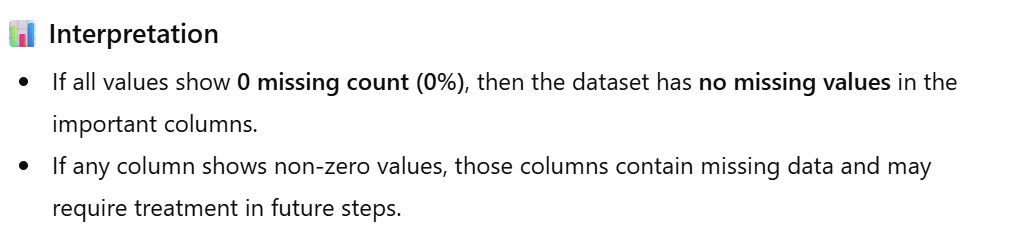 Interpretation
If all values show 0 missing count (0%), then the dataset has no missing values in the
important columns.
If any column shows non-zero values, those columns contain missing data and may
require treatment in future steps.